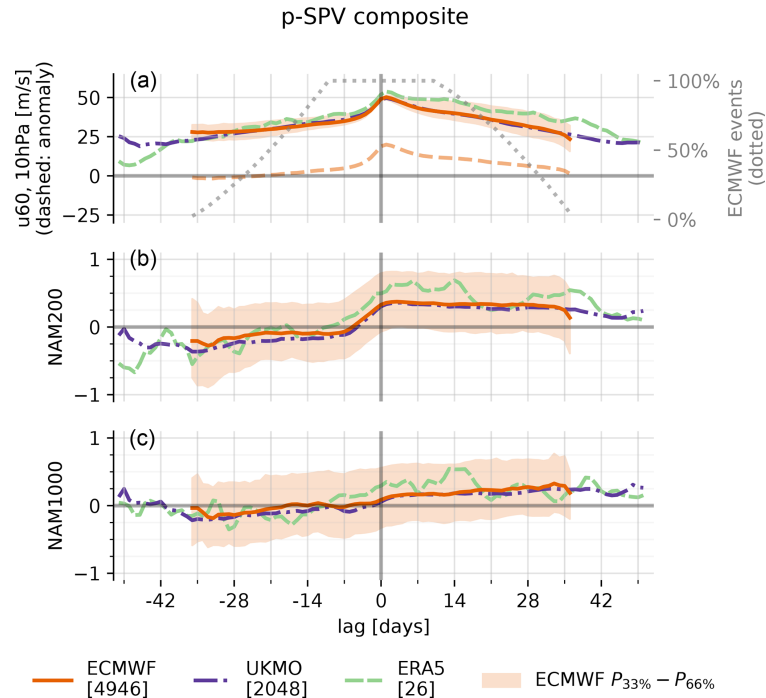 p-SPV composite
(a)
u60, 10hPa [m/s]
(dashed: anomaly)
50
25
0
−25
100%
50%
0%
ECMWF events
(dotted)
(b)
NAM200
1
0
−1
(c)
NAM1000
1
0
−1
-42 -28 -14 0 14 28 42
lag [days]
ECMWF
[4946]
UKMO
[2048]
ERA5
[26]
ECMWF P33% − P66%